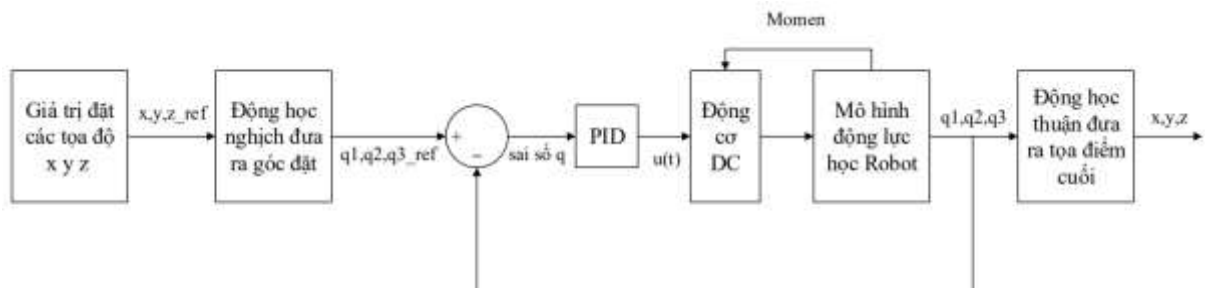 Momen
Giá trị đặt
các tọa độ
x y z
x,y,z_ref
Động học
nghịch đưa
ra góc đặt
q1,q2,q3_ref
+
−
sai số q
PID
u(t)
Động
cơ
DC
Mô hình
động lực
học Robot
q1,q2,q3
Động học
thuận đưa
ra tọa điểm
cuối
x,y,z